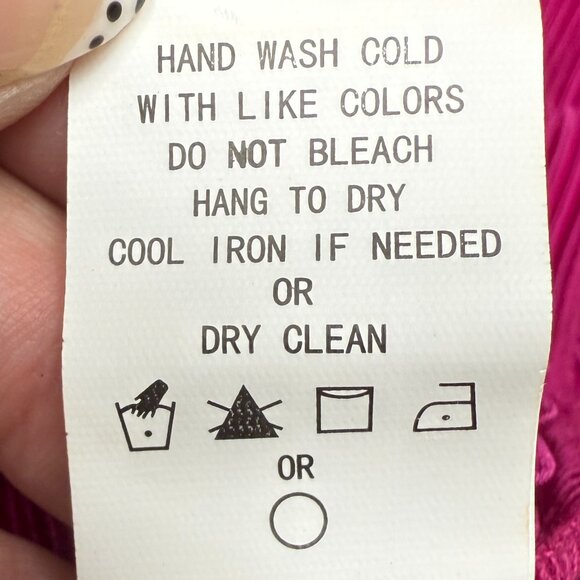 HAND WASH COLD
WITH LIKE COLORS
DO NOT BLEACH
HANG TO DRY
COOL IRON IF NEEDED
OR
DRY CLEAN
OR